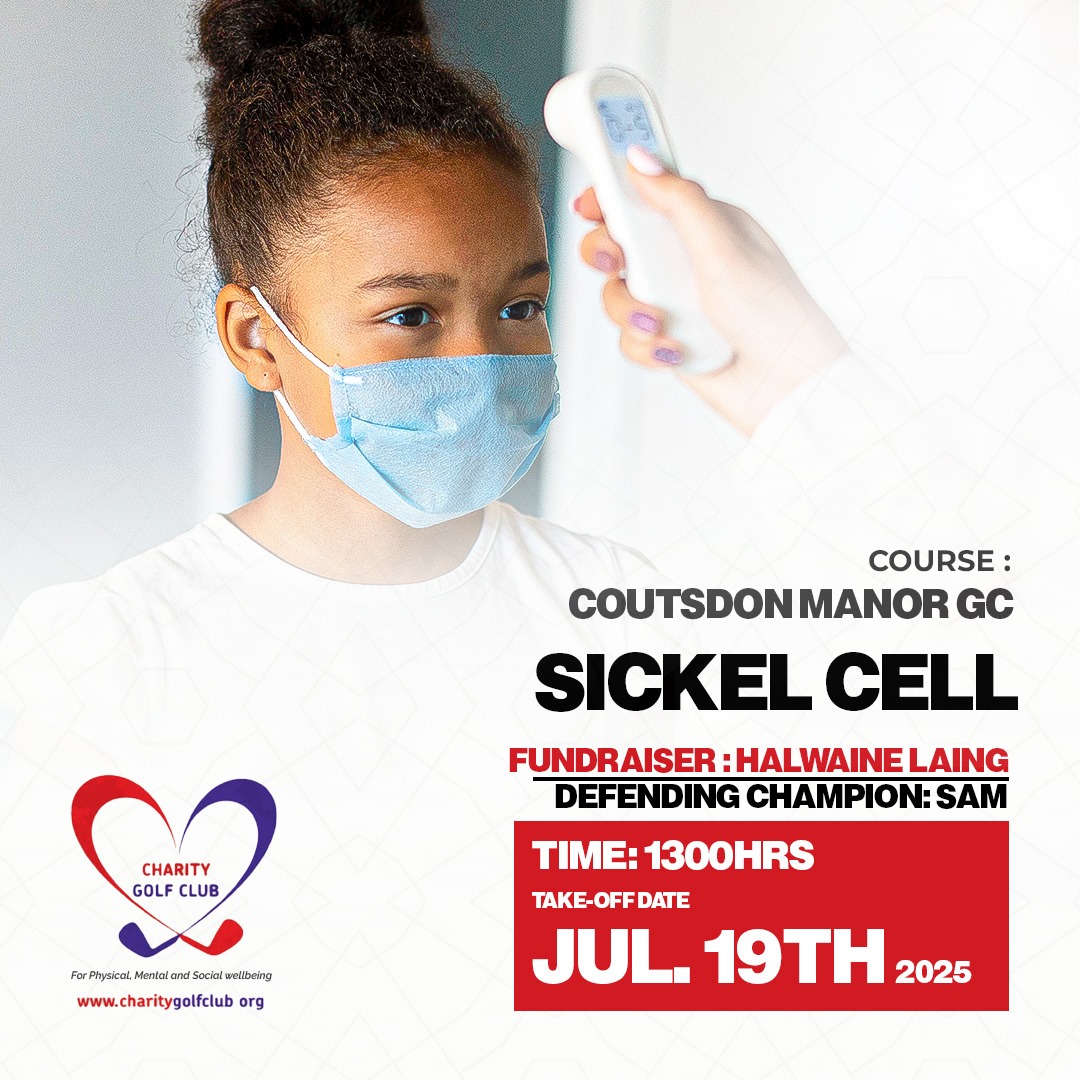 COURSE :
COUTSDON MANOR GC
SICKEL CELL
FUNDRAISER : HALWAINE LAING
DEFENDING CHAMPION: SAM
TIME: 1300HRS
TAKE-OFF DATE
JUL. 19TH 2025
CHARITY
GOLF CLUB
For Physical, Mental and Social wellbeing
www.charitygolfclub org